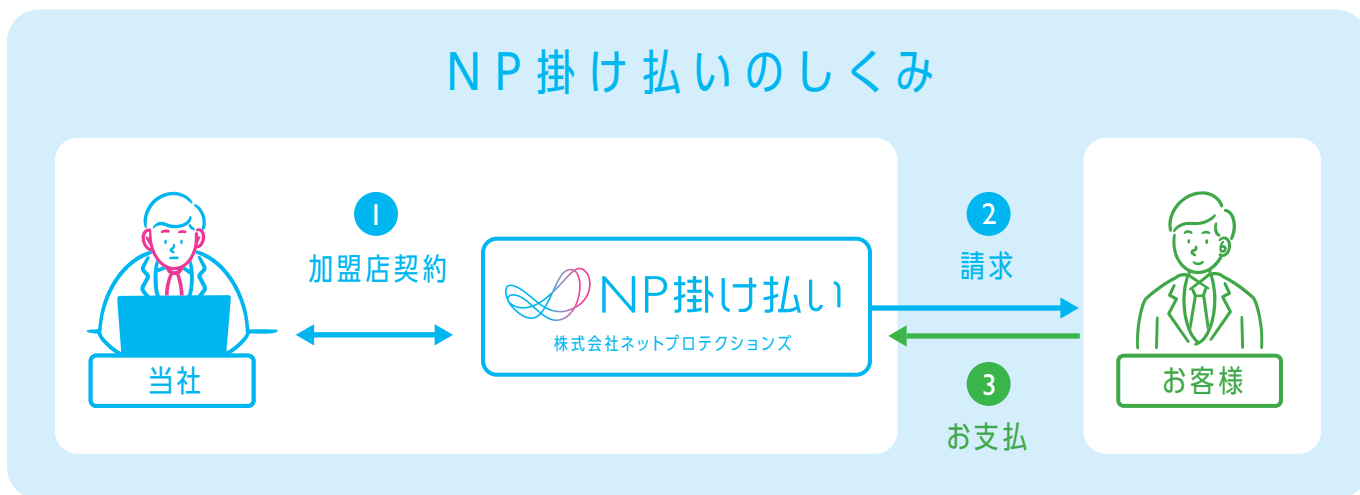 NP掛け払いのしくみ
1
加盟店契約
当社
NP掛け払い
株式会社ネットプロテクションズ
2
請求
3
お支払
お客様